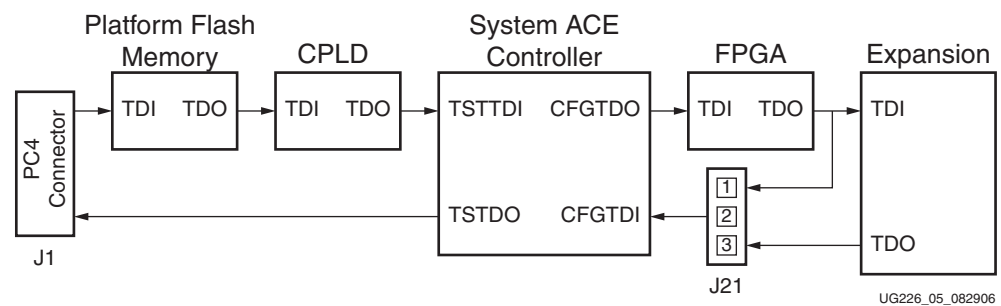 Platform Flash
Memory
CPLD
System ACE
Controller
FPGA
Expansion
PC4
Connector
J1
TDI TDO
TDI TDO
TSTTDI CFGTDO
TSTDO CFGTDI
TDI TDO
1
2
3
J21
TDI
TDO
UG226_05_082906